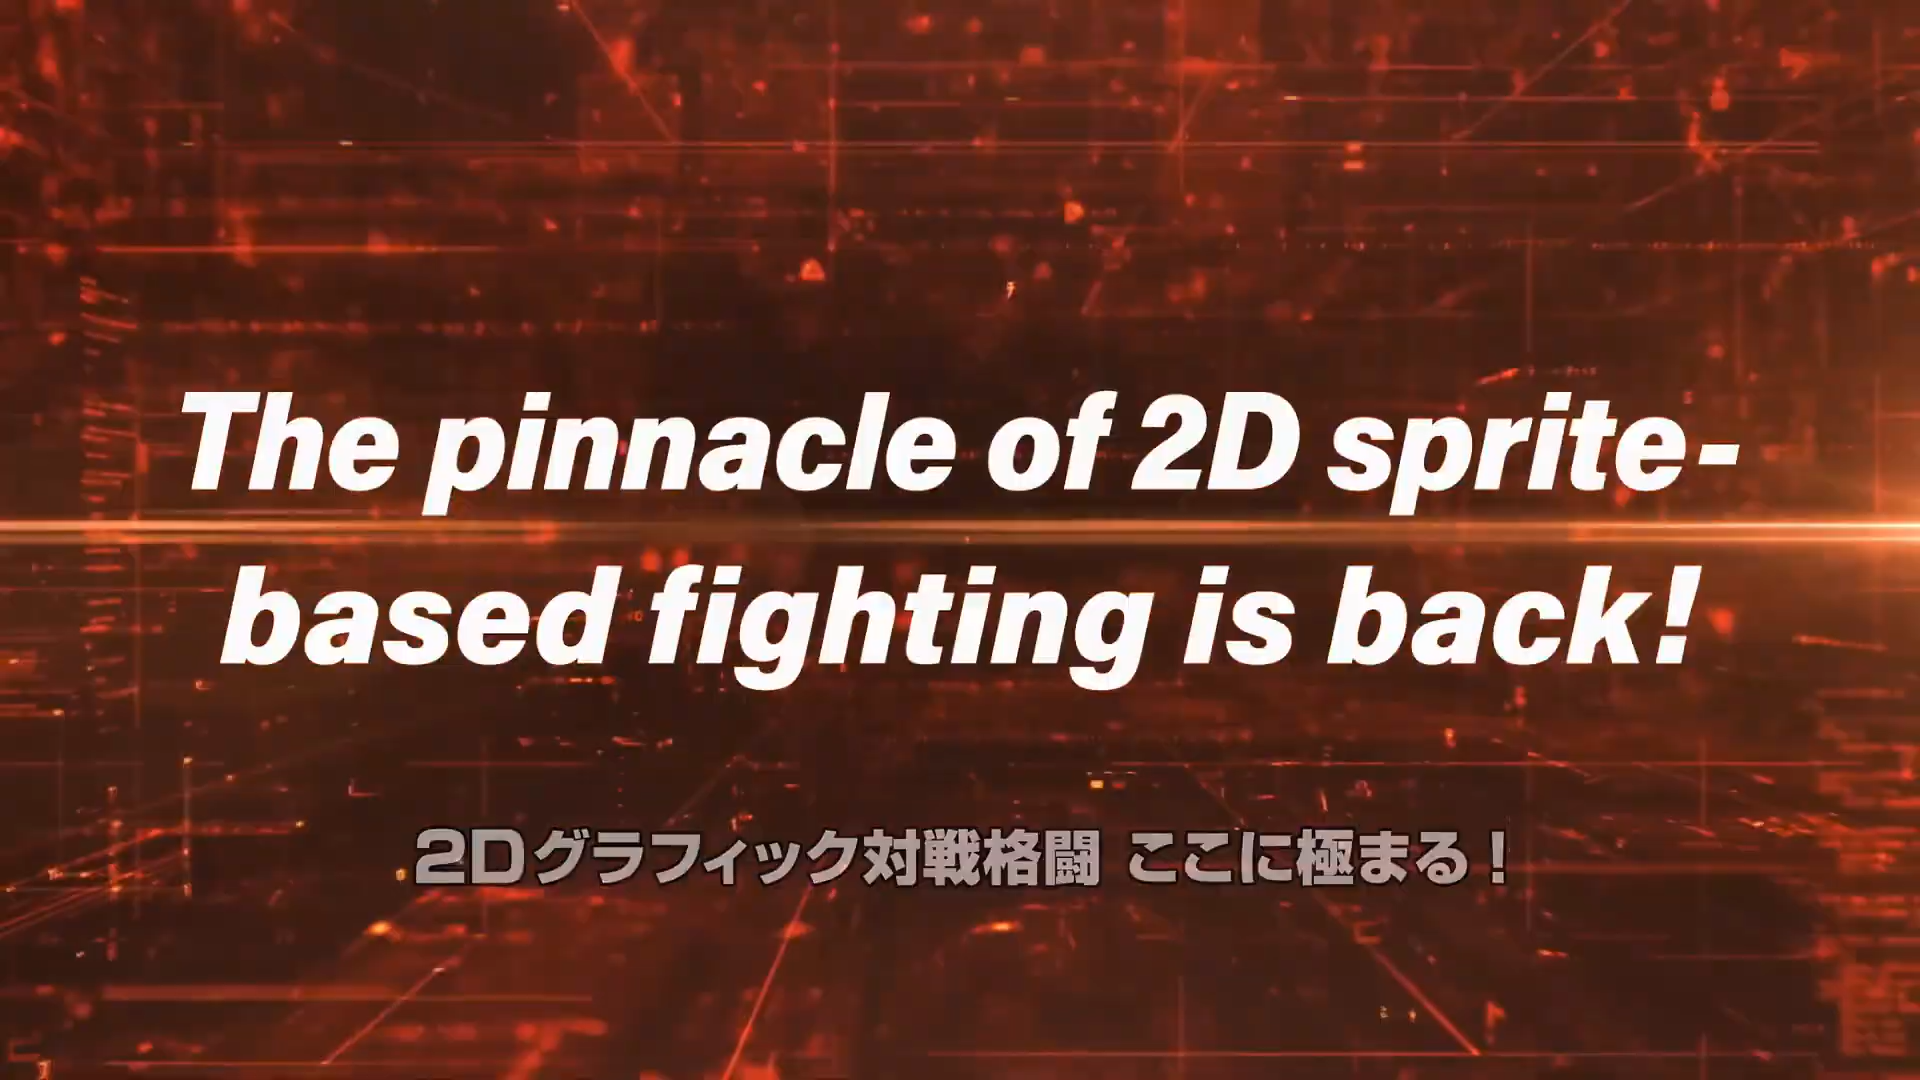 The pinnacle of 2D sprite-
based fighting is back!
2Dグラフィック対戦格闘 ここに極まる！